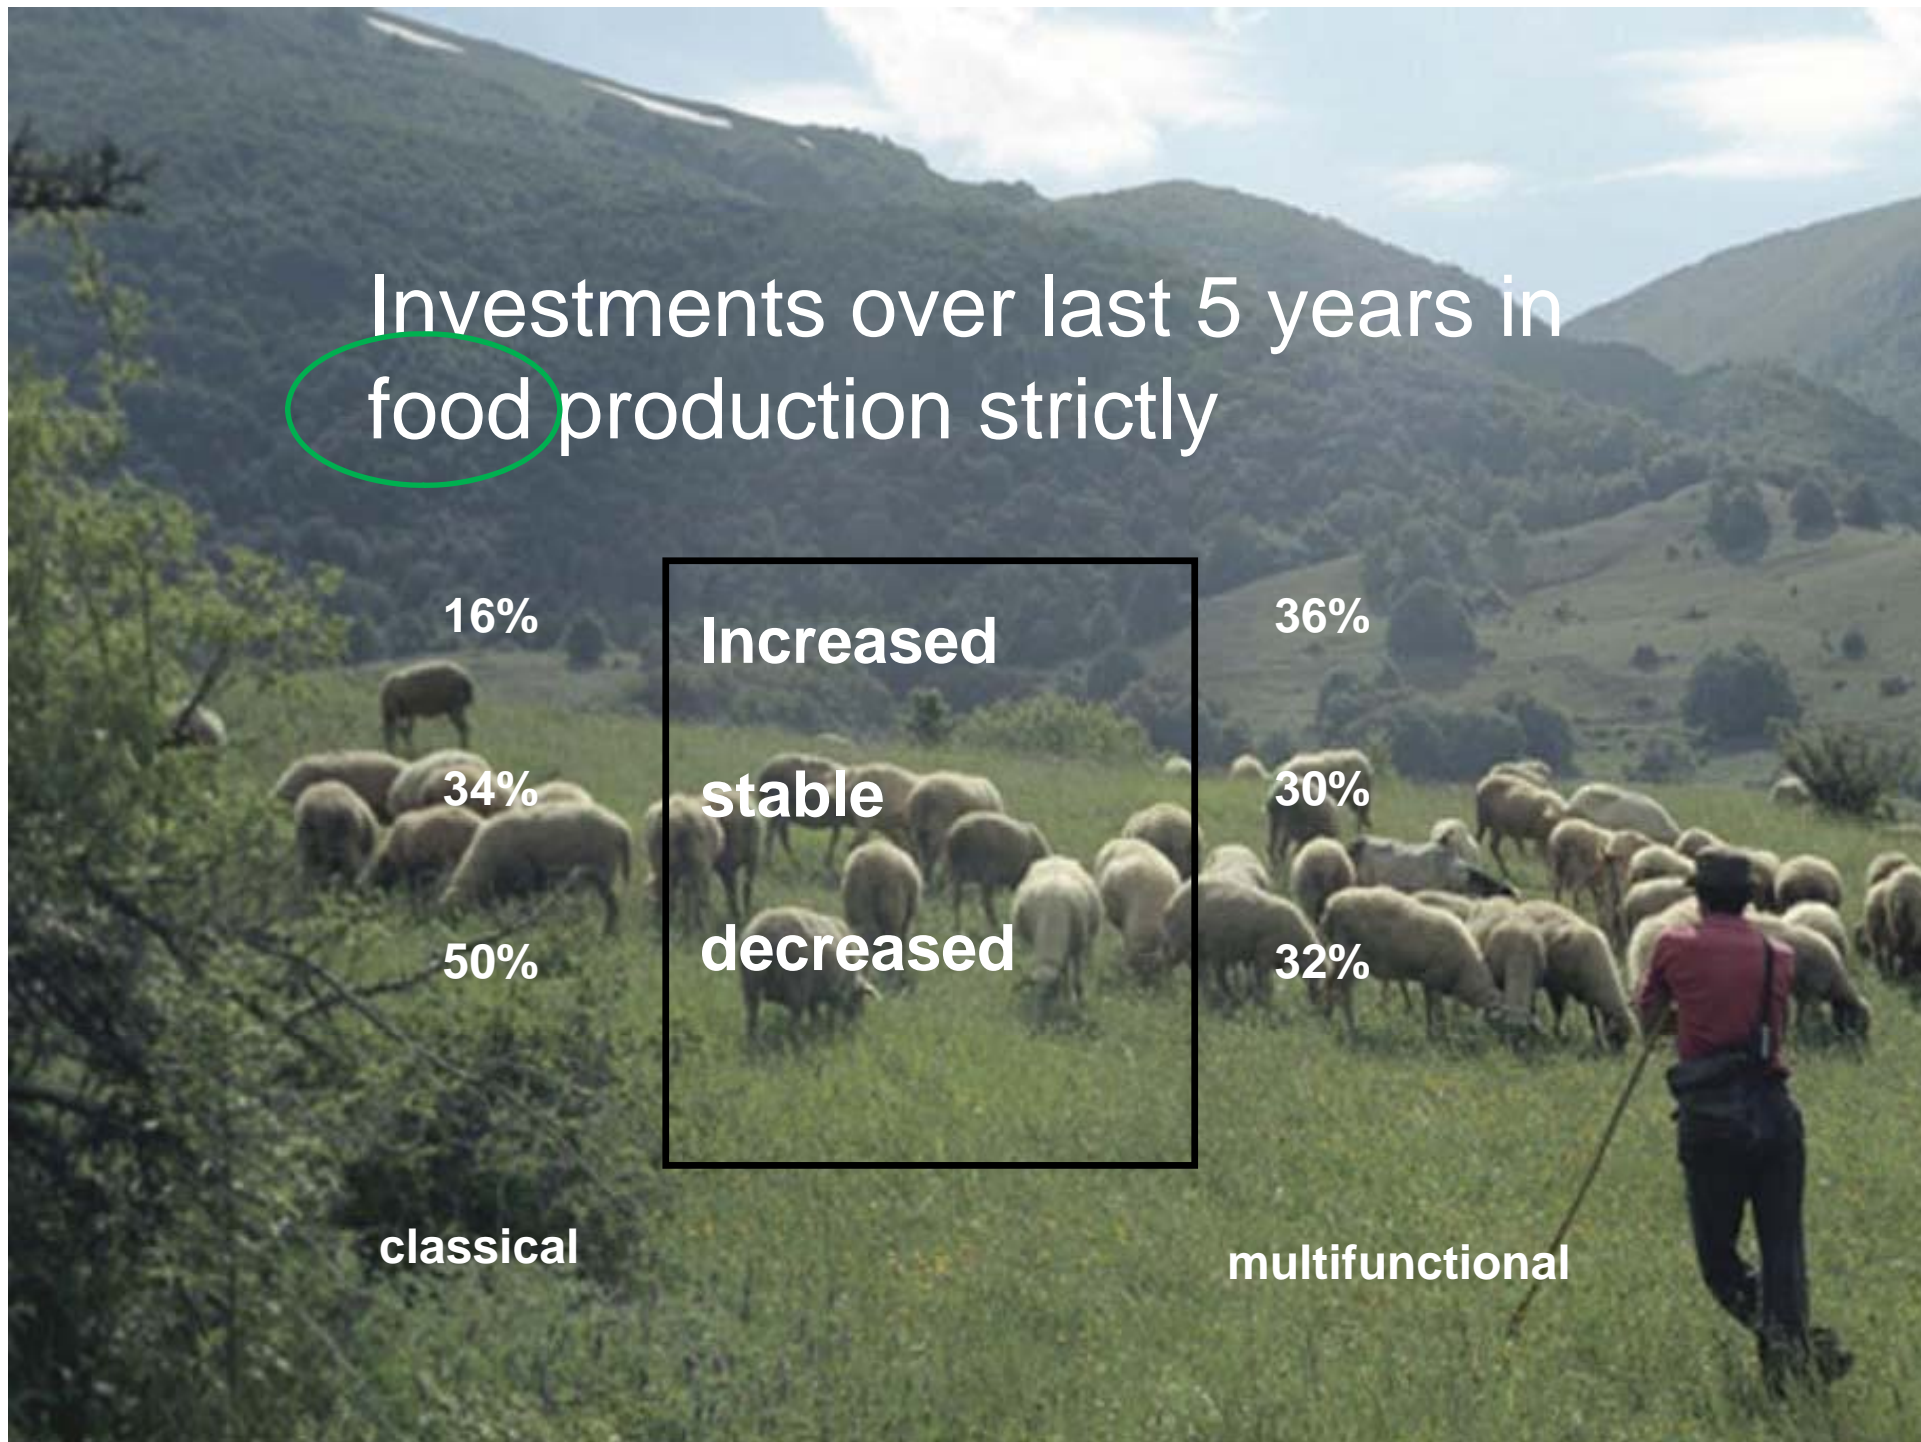 Investments over last 5 years in
food production strictly
16% Increased 36%
34% stable 30%
50% decreased 32%
classical multifunctional